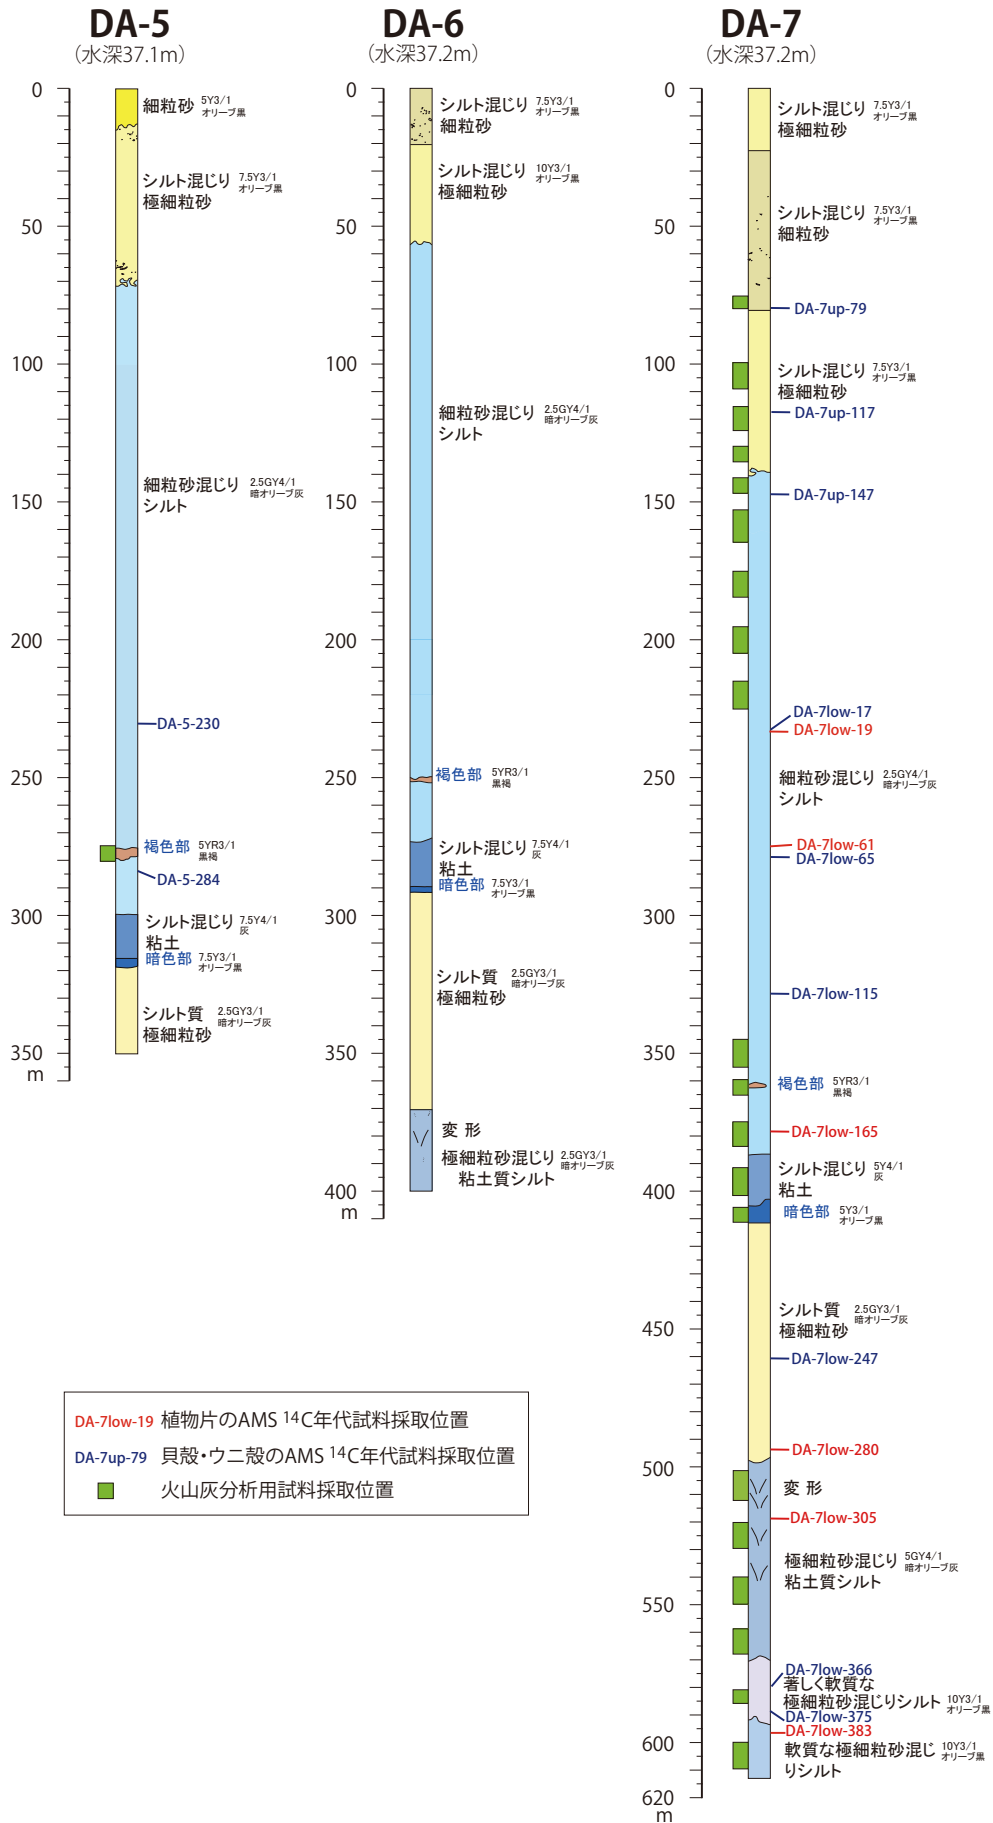 DA-5
（水深37.1m）
0
50
100
150
200
250
300
350
m
細粒砂 5Y3/1
オリーブ黒
シルト混じり 7.5Y3/1
オリーブ黒
極細粒砂
細粒砂混じり 2.5GY4/1
暗オリーブ灰
シルト
DA-5-230
褐色部 5YR3/1
黒褐
DA-5-284
シルト混じり 7.5Y4/1
灰
粘土
暗色部 7.5Y3/1
オリーブ黒
シルト質 2.5GY3/1
暗オリーブ灰
極細粒砂
DA-6
（水深37.2m）
0
50
100
150
200
250
300
350
400
m
シルト混じり 7.5Y3/1
オリーブ黒
細粒砂
シルト混じり 10Y3/1
オリーブ黒
極細粒砂
細粒砂混じり 2.5GY4/1
暗オリーブ灰
シルト
褐色部 5YR3/1
黒褐
シルト混じり 7.5Y4/1
灰
粘土
暗色部 7.5Y3/1
オリーブ黒
シルト質 2.5GY3/1
暗オリーブ灰
極細粒砂
変 形
極細粒砂混じり 2.5GY3/1
暗オリーブ灰
粘土質シルト
DA-7
（水深37.2m）
0
50
100
150
200
250
300
350
400
450
500
550
600
620
m
シルト混じり 7.5Y3/1
オリーブ黒
極細粒砂
シルト混じり 7.5Y3/1
オリーブ黒
細粒砂
DA-7up-79
シルト混じり 7.5Y3/1
オリーブ黒
極細粒砂
DA-7up-117
DA-7up-147
DA-7low-17
DA-7low-19
細粒砂混じり 2.5GY4/1
暗オリーブ灰
シルト
DA-7low-61
DA-7low-65
DA-7low-115
褐色部 5YR3/1
黒褐
DA-7low-165
シルト混じり 5Y4/1
灰
粘土
暗色部 5Y3/1
オリーブ黒
シルト質 2.5GY3/1
暗オリーブ灰
極細粒砂
DA-7low-247
DA-7low-280
変 形
DA-7low-305
極細粒砂混じり 5GY4/1
暗オリーブ灰
粘土質シルト
DA-7low-366
著しく軟質な
極細粒砂混じりシルト 10Y3/1
オリーブ黒
DA-7low-375
DA-7low-383
軟質な極細粒砂混じ 10Y3/1
オリーブ黒
りシルト
DA-7low-19 植物片のAMS ¹⁴C年代試料採取位置
DA-7up-79 貝殻・ウニ殻のAMS ¹⁴C年代試料採取位置
火山灰分析用試料採取位置